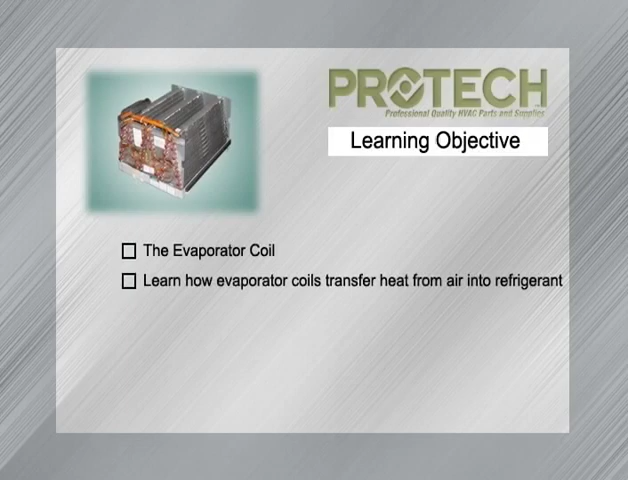 PROTECH
Professional Quality HVAC Parts and Supplies
Learning Objective
The Evaporator Coil
Learn how evaporator coils transfer heat from air into refrigerant